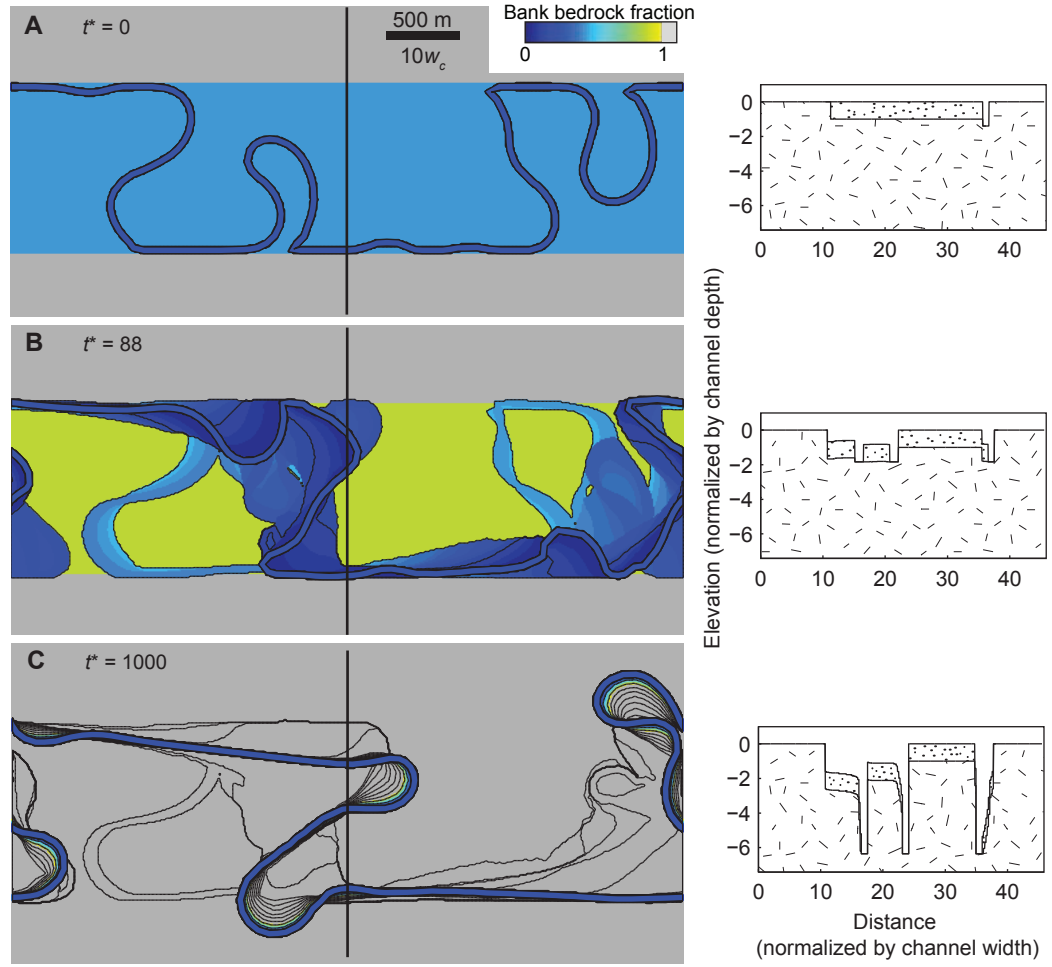 A
t* = 0
500 m
10w_c
Bank bedrock fraction
0
1
0
−2
−4
−6
0
10
20
30
40
B
t* = 88
0
−2
−4
−6
0
10
20
30
40
C
t* = 1000
0
−2
−4
−6
0
10
20
30
40
Elevation (normalized by channel depth)
Distance
(normalized by channel width)